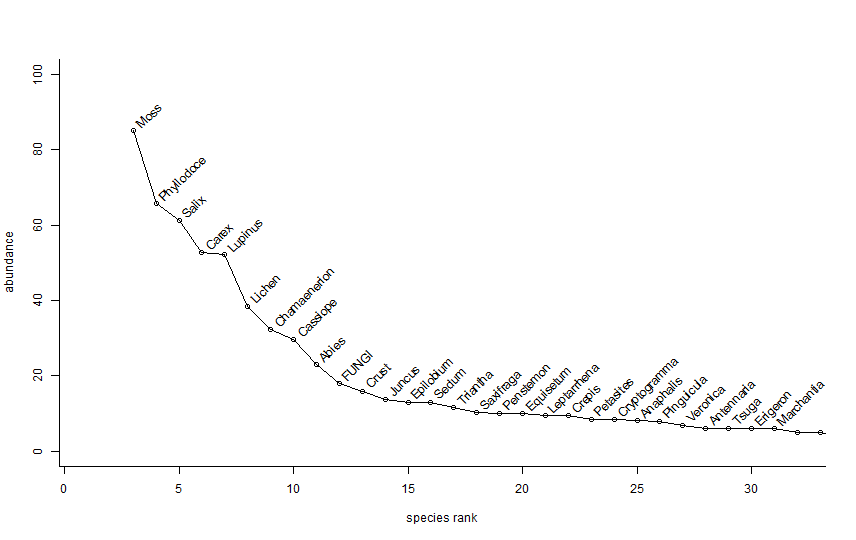 100
80
60
40
20
0
abundance
Moss
Phyllodoce
Salix
Carex
Lupinus
Lichen
Chamaenerion
Cassiope
Abies
FUNGI
Crust
Juncus
Epilobium
Sedum
Triantha
Saxifraga
Penstemon
Equisetum
Leptarrhena
Crepis
Petasites
Cryptogramma
Anaphalis
Pinguicula
Veronica
Antennaria
Tsuga
Erigeron
Marchantia
0 5 10 15 20 25 30
species rank